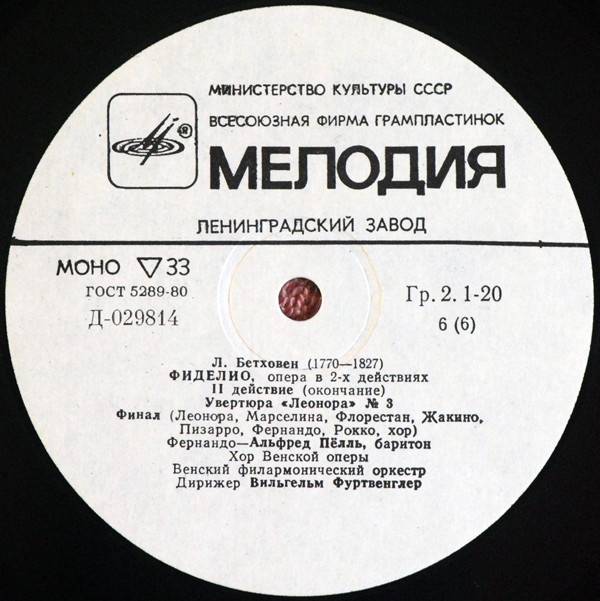 МИНИСТЕРСТВО КУЛЬТУРЫ СССР
ВСЕСОЮЗНАЯ ФИРМА ГРАМПЛАСТИНОК
®
МЕЛОДИЯ
ЛЕНИНГРАДСКИЙ ЗАВОД
МОНО ▽ 33
ГОСТ 5289-80
Д-029814
Гр. 2. 1-20
6 (6)
Л. Бетховен (1770—1827)
ФИДЕЛИО, опера в 2-х действиях
II действие (окончание)
Увертюра «Леонора» № 3
Финал (Леонора, Марселина, Флорестан, Жакино,
Пизарро, Фернандо, Рокко, хор)
Фернандо—Альфред Пёлль, баритон
Хор Венской оперы
Венский филармонический оркестр
Дирижер Вильгельм Фуртвенглер